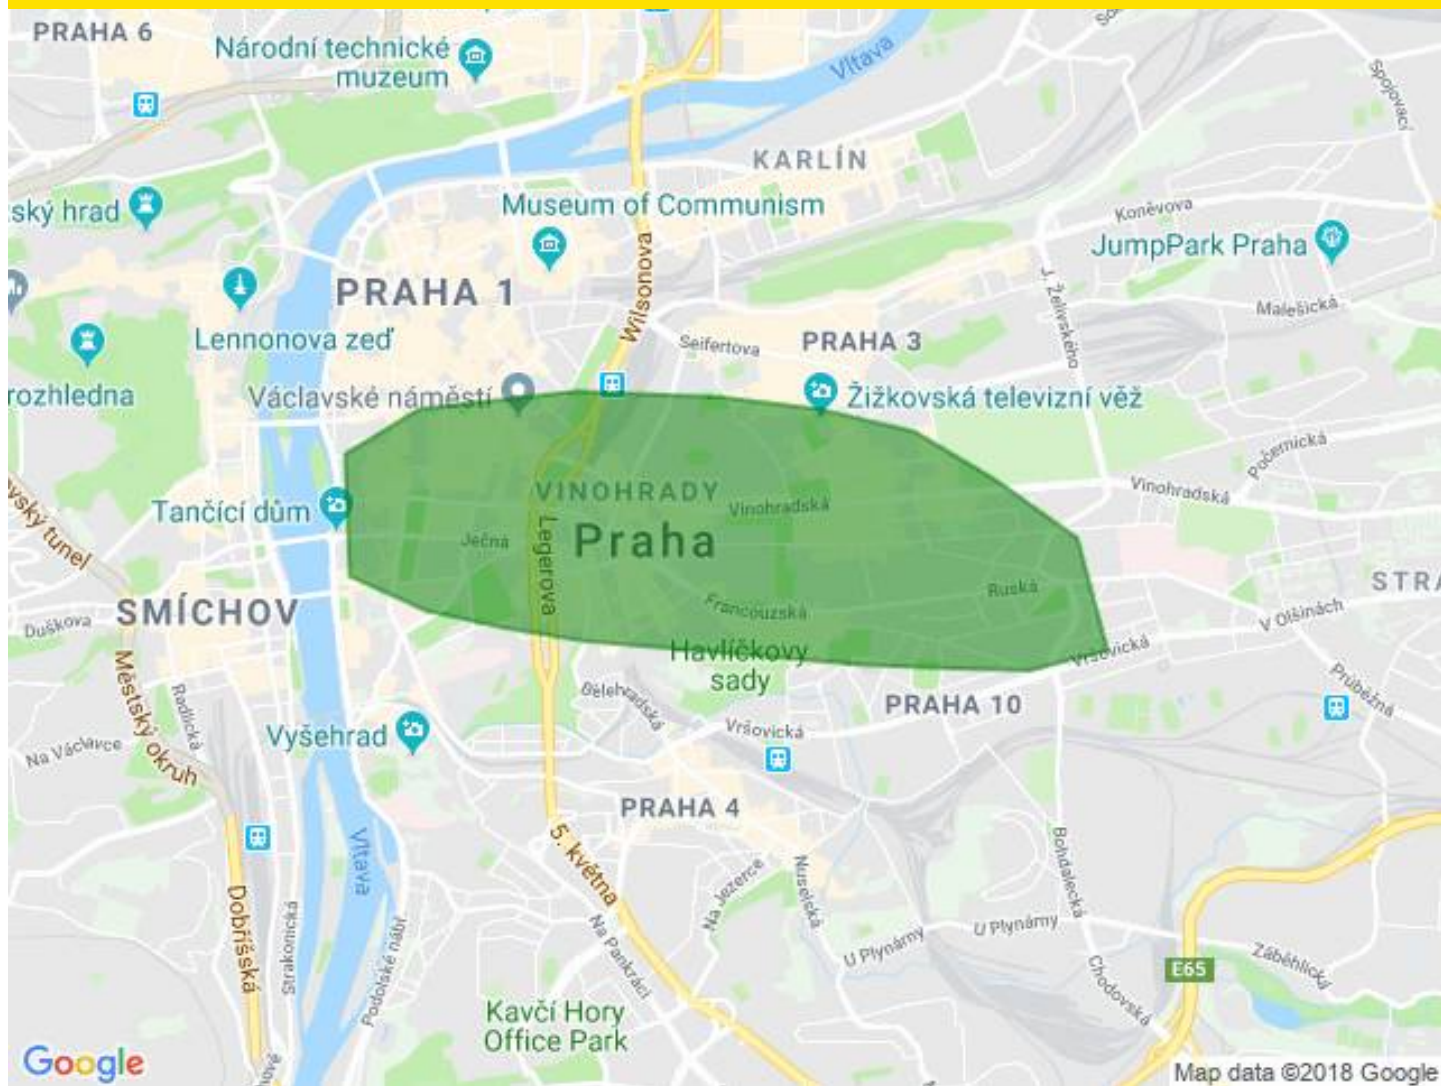 PRAHA 6
Národní technické
muzeum
Vltava
Spojovací
KARLÍN
ský hrad
Museum of Communism
Koněvova
JumpPark Praha
Wilsonova
PRAHA 1
J. Želivského
Malešická
Lennonova zeď
Seifertova
PRAHA 3
rozhledna
Václavské náměstí
Žižkovská televizní věž
Počernická
Vinohradská
VINOHRADY
Vinohradská
Tančící dům
Ječná
Legerova
Praha
vský tunel
Ruská
STRA
SMÍCHOV
Duškova
Francouzská
V Olšinách
Havlíčkovy
sady
Vršovická
Městský okruh
Radlická
Bělehradská
PRAHA 10
Průběžná
Na Václavce
Vyšehrad
Vršovická
PRAHA 4
Vltava
5. května
Na Jezerce
Nuselská
Bohdalecká
Dobříšská
Strakonická
Podolské nábř
Na Pankráci
U Plynárny
U Plynárny
E65
Chodovská
Záběhlická
Kavčí Hory
Office Park
Google
nové
Map data ©2018 Google